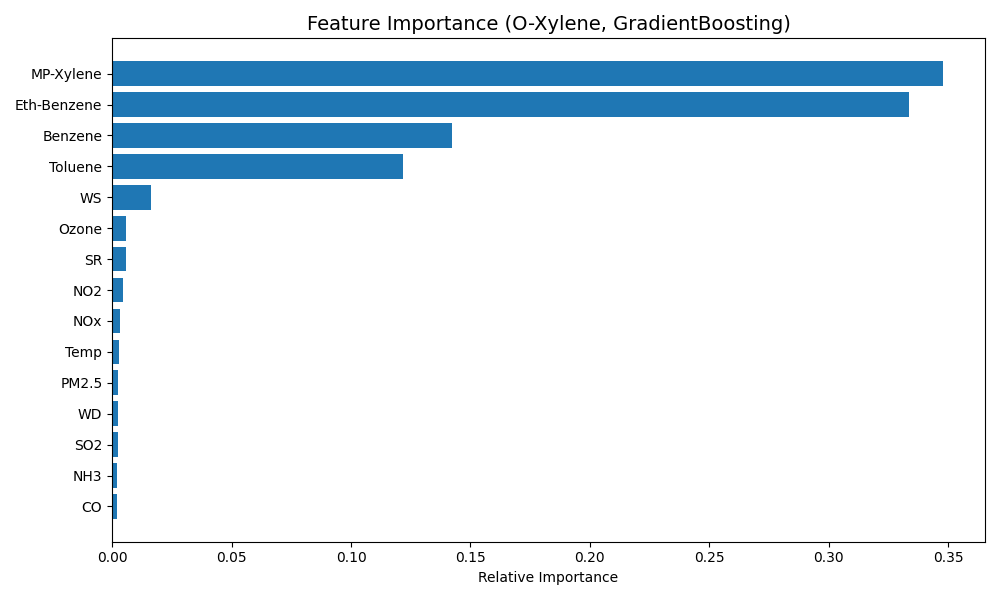 Feature Importance (O-Xylene, GradientBoosting)
MP-Xylene
Eth-Benzene
Benzene
Toluene
WS
Ozone
SR
NO2
NOx
Temp
PM2.5
WD
SO2
NH3
CO
0.00 0.05 0.10 0.15 0.20 0.25 0.30 0.35
Relative Importance